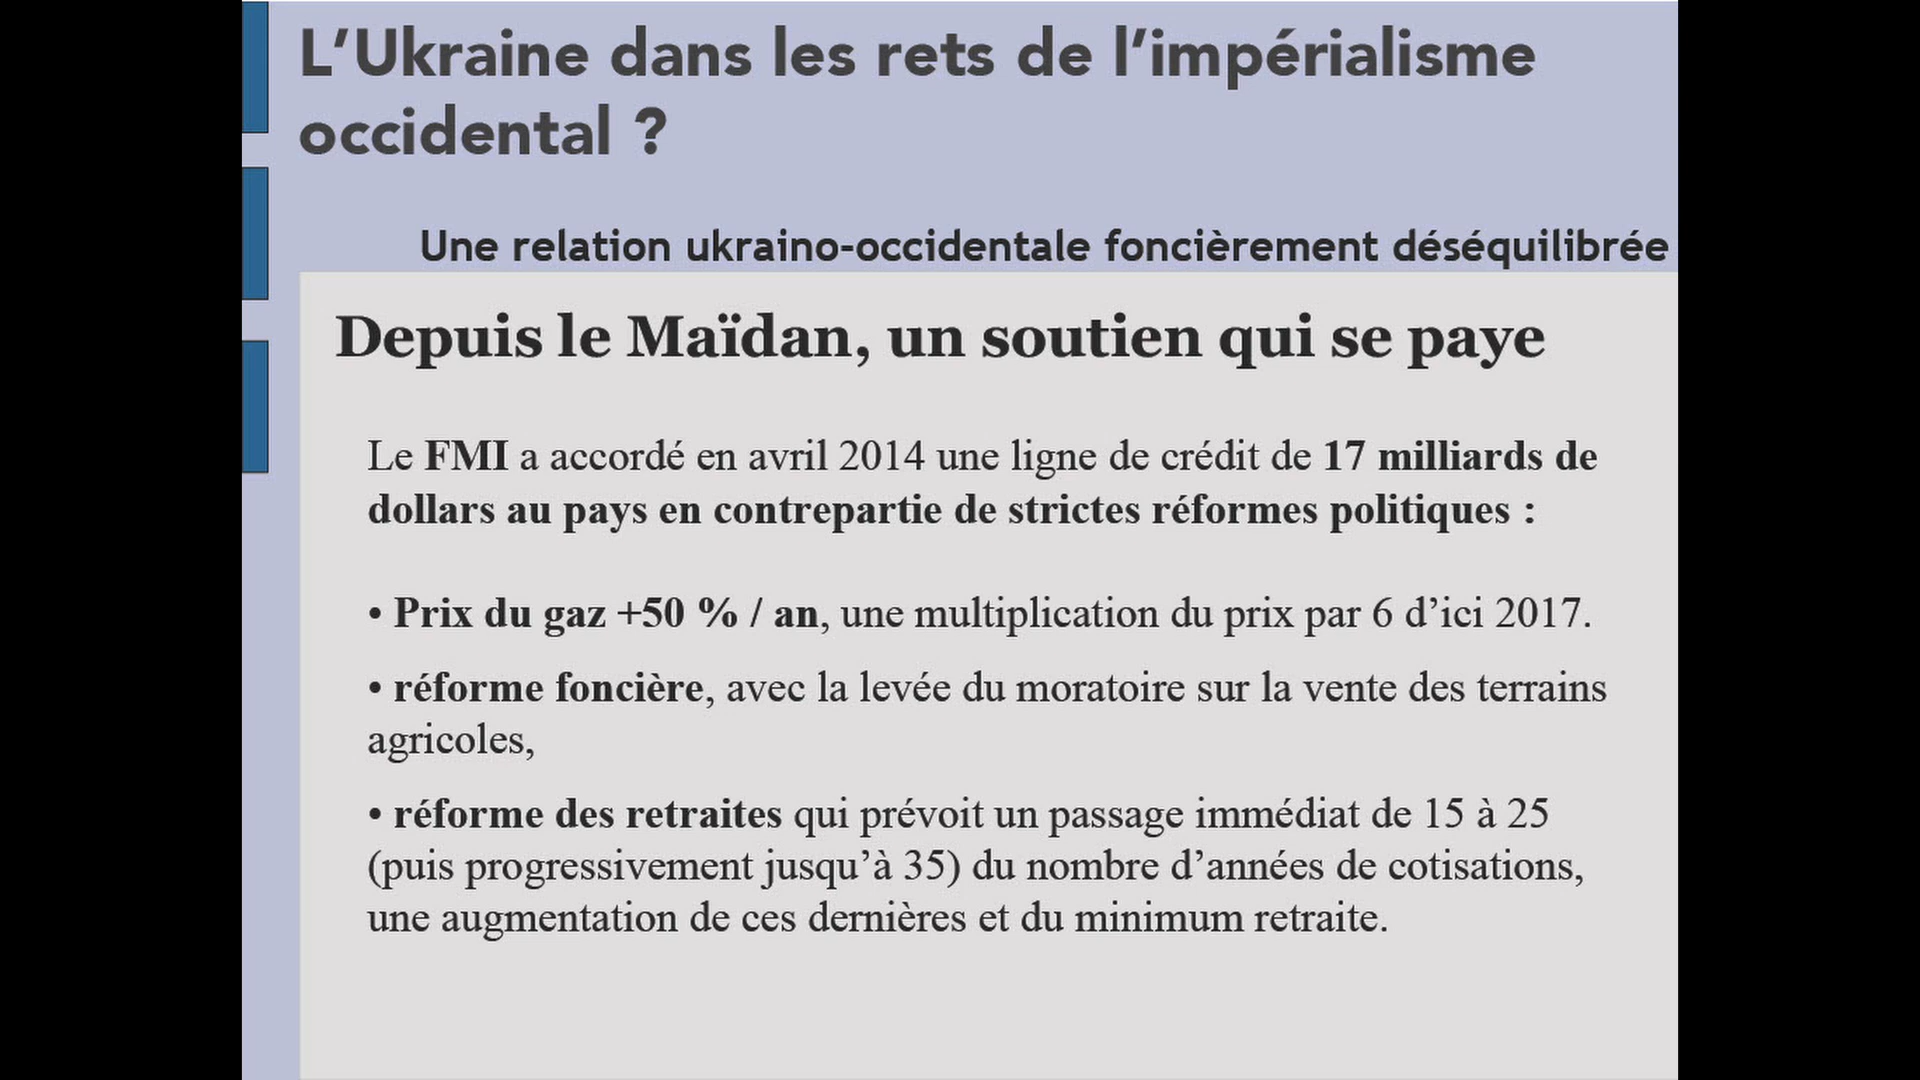 L’Ukraine dans les rets de l’impérialisme
occidental ?
Une relation ukraino-occidentale foncièrement déséquilibrée
Depuis le Maïdan, un soutien qui se paye
Le FMI a accordé en avril 2014 une ligne de crédit de 17 milliards de
dollars au pays en contrepartie de strictes réformes politiques :
• Prix du gaz +50 % / an, une multiplication du prix par 6 d’ici 2017.
• réforme foncière, avec la levée du moratoire sur la vente des terrains
agricoles,
• réforme des retraites qui prévoit un passage immédiat de 15 à 25
(puis progressivement jusqu’à 35) du nombre d’années de cotisations,
une augmentation de ces dernières et du minimum retraite.